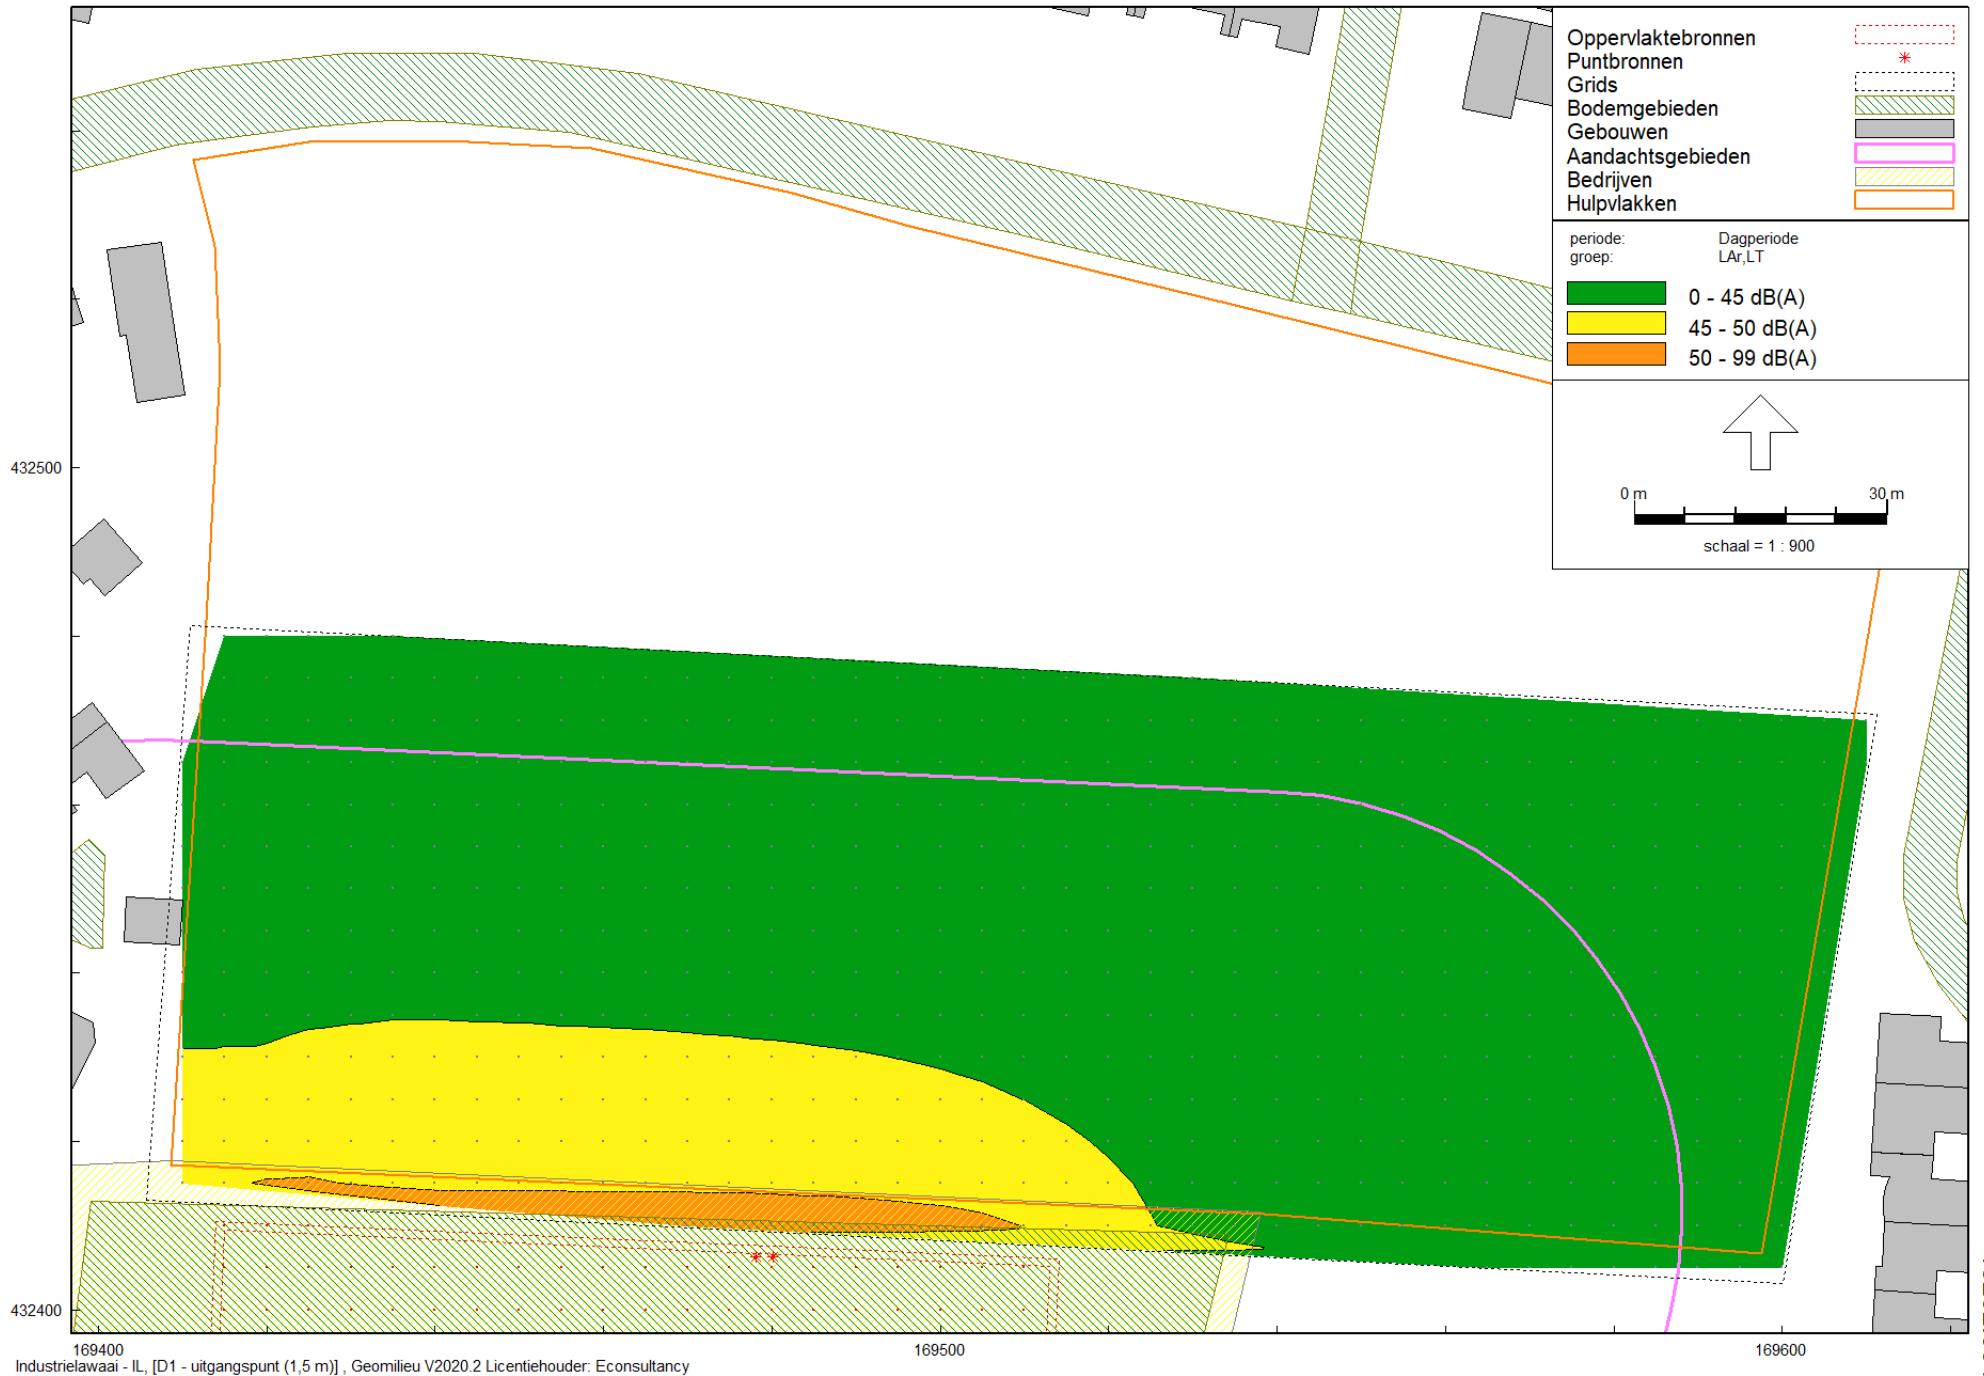 Oppervlaktebronnen
Puntbronnen
Grids
Bodemgebieden
Gebouwen
Aandachtsgebieden
Bedrijven
Hulpvlakken
periode: Dagperiode
groep: LAr,LT
0 - 45 dB(A)
45 - 50 dB(A)
50 - 99 dB(A)
0 m 30 m
schaal = 1 : 900
432500
432400
169400 169500 169600
Industrielawaai - IL, [D1 - uitgangspunt (1,5 m)] , Geomilieu V2020.2 Licentiehouder: Econsultancy